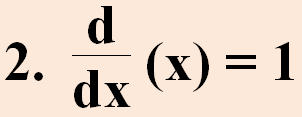 2. d/dx (x) = 1